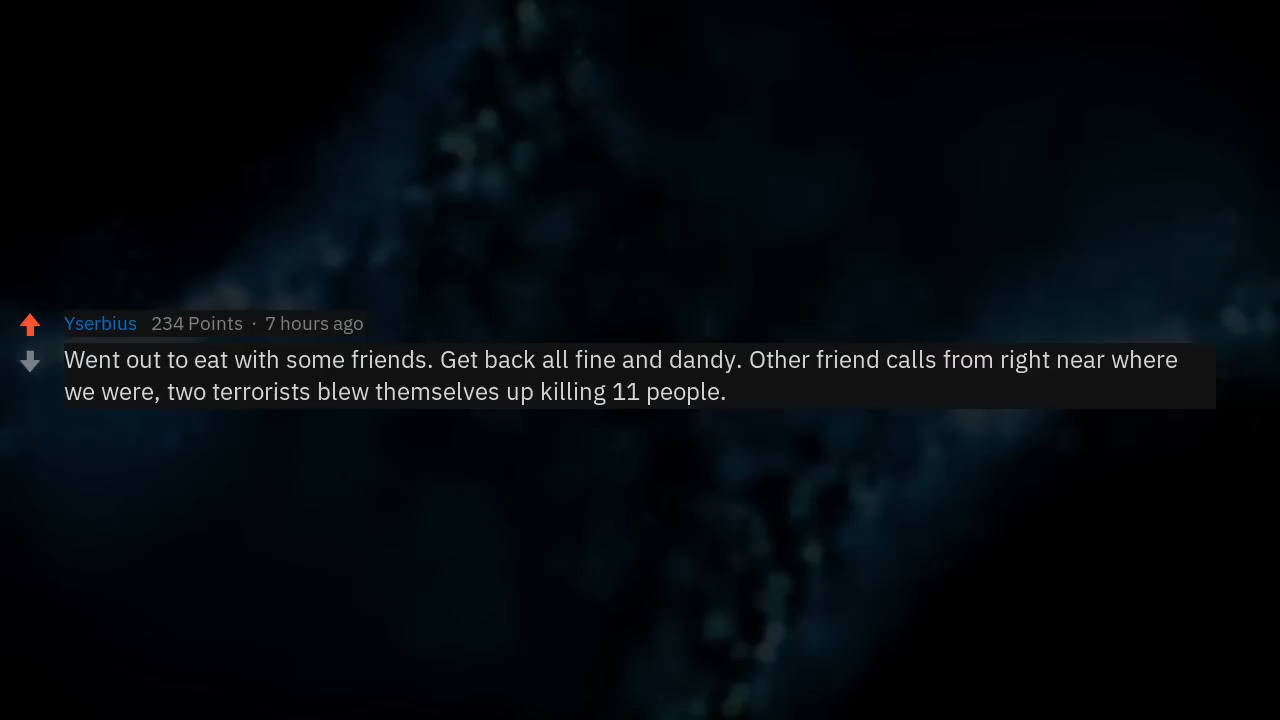 Yserbius 234 Points · 7 hours ago
Went out to eat with some friends. Get back all fine and dandy. Other friend calls from right near where
we were, two terrorists blew themselves up killing 11 people.